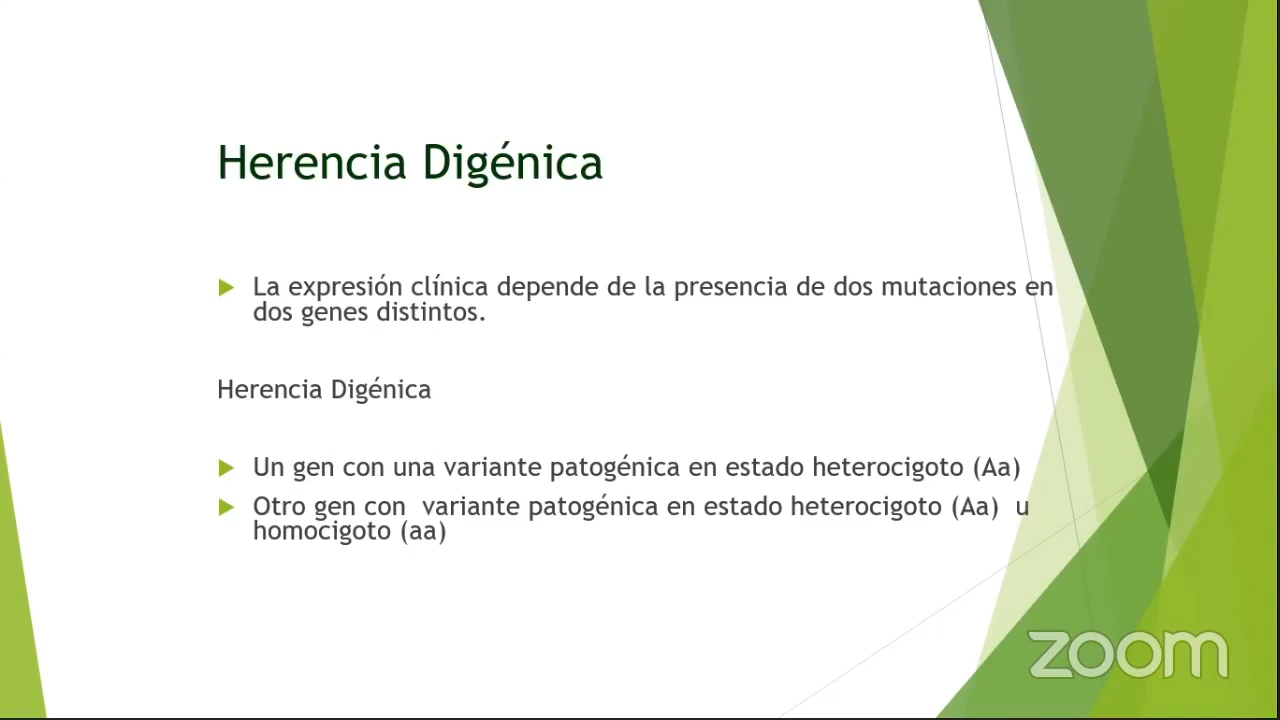 Herencia Digénica
La expresión clínica depende de la presencia de dos mutaciones en
dos genes distintos.
Herencia Digénica
Un gen con una variante patogénica en estado heterocigoto (Aa)
Otro gen con  variante patogénica en estado heterocigoto (Aa)  u
homocigoto (aa)
zoom